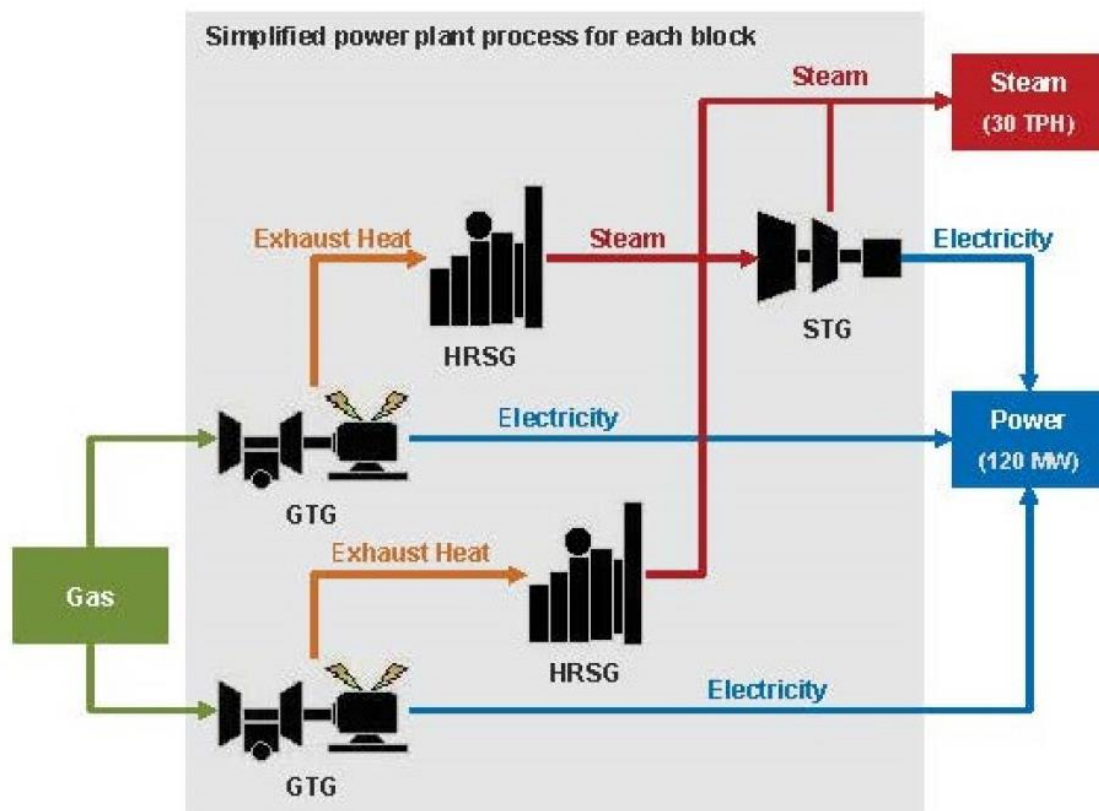 Simplified power plant process for each block
Steam
Steam
(30 TPH)
Exhaust Heat
Steam
Electricity
HRSG
STG
Electricity
Power
(120 MW)
GTG
Exhaust Heat
Gas
HRSG
Electricity
GTG